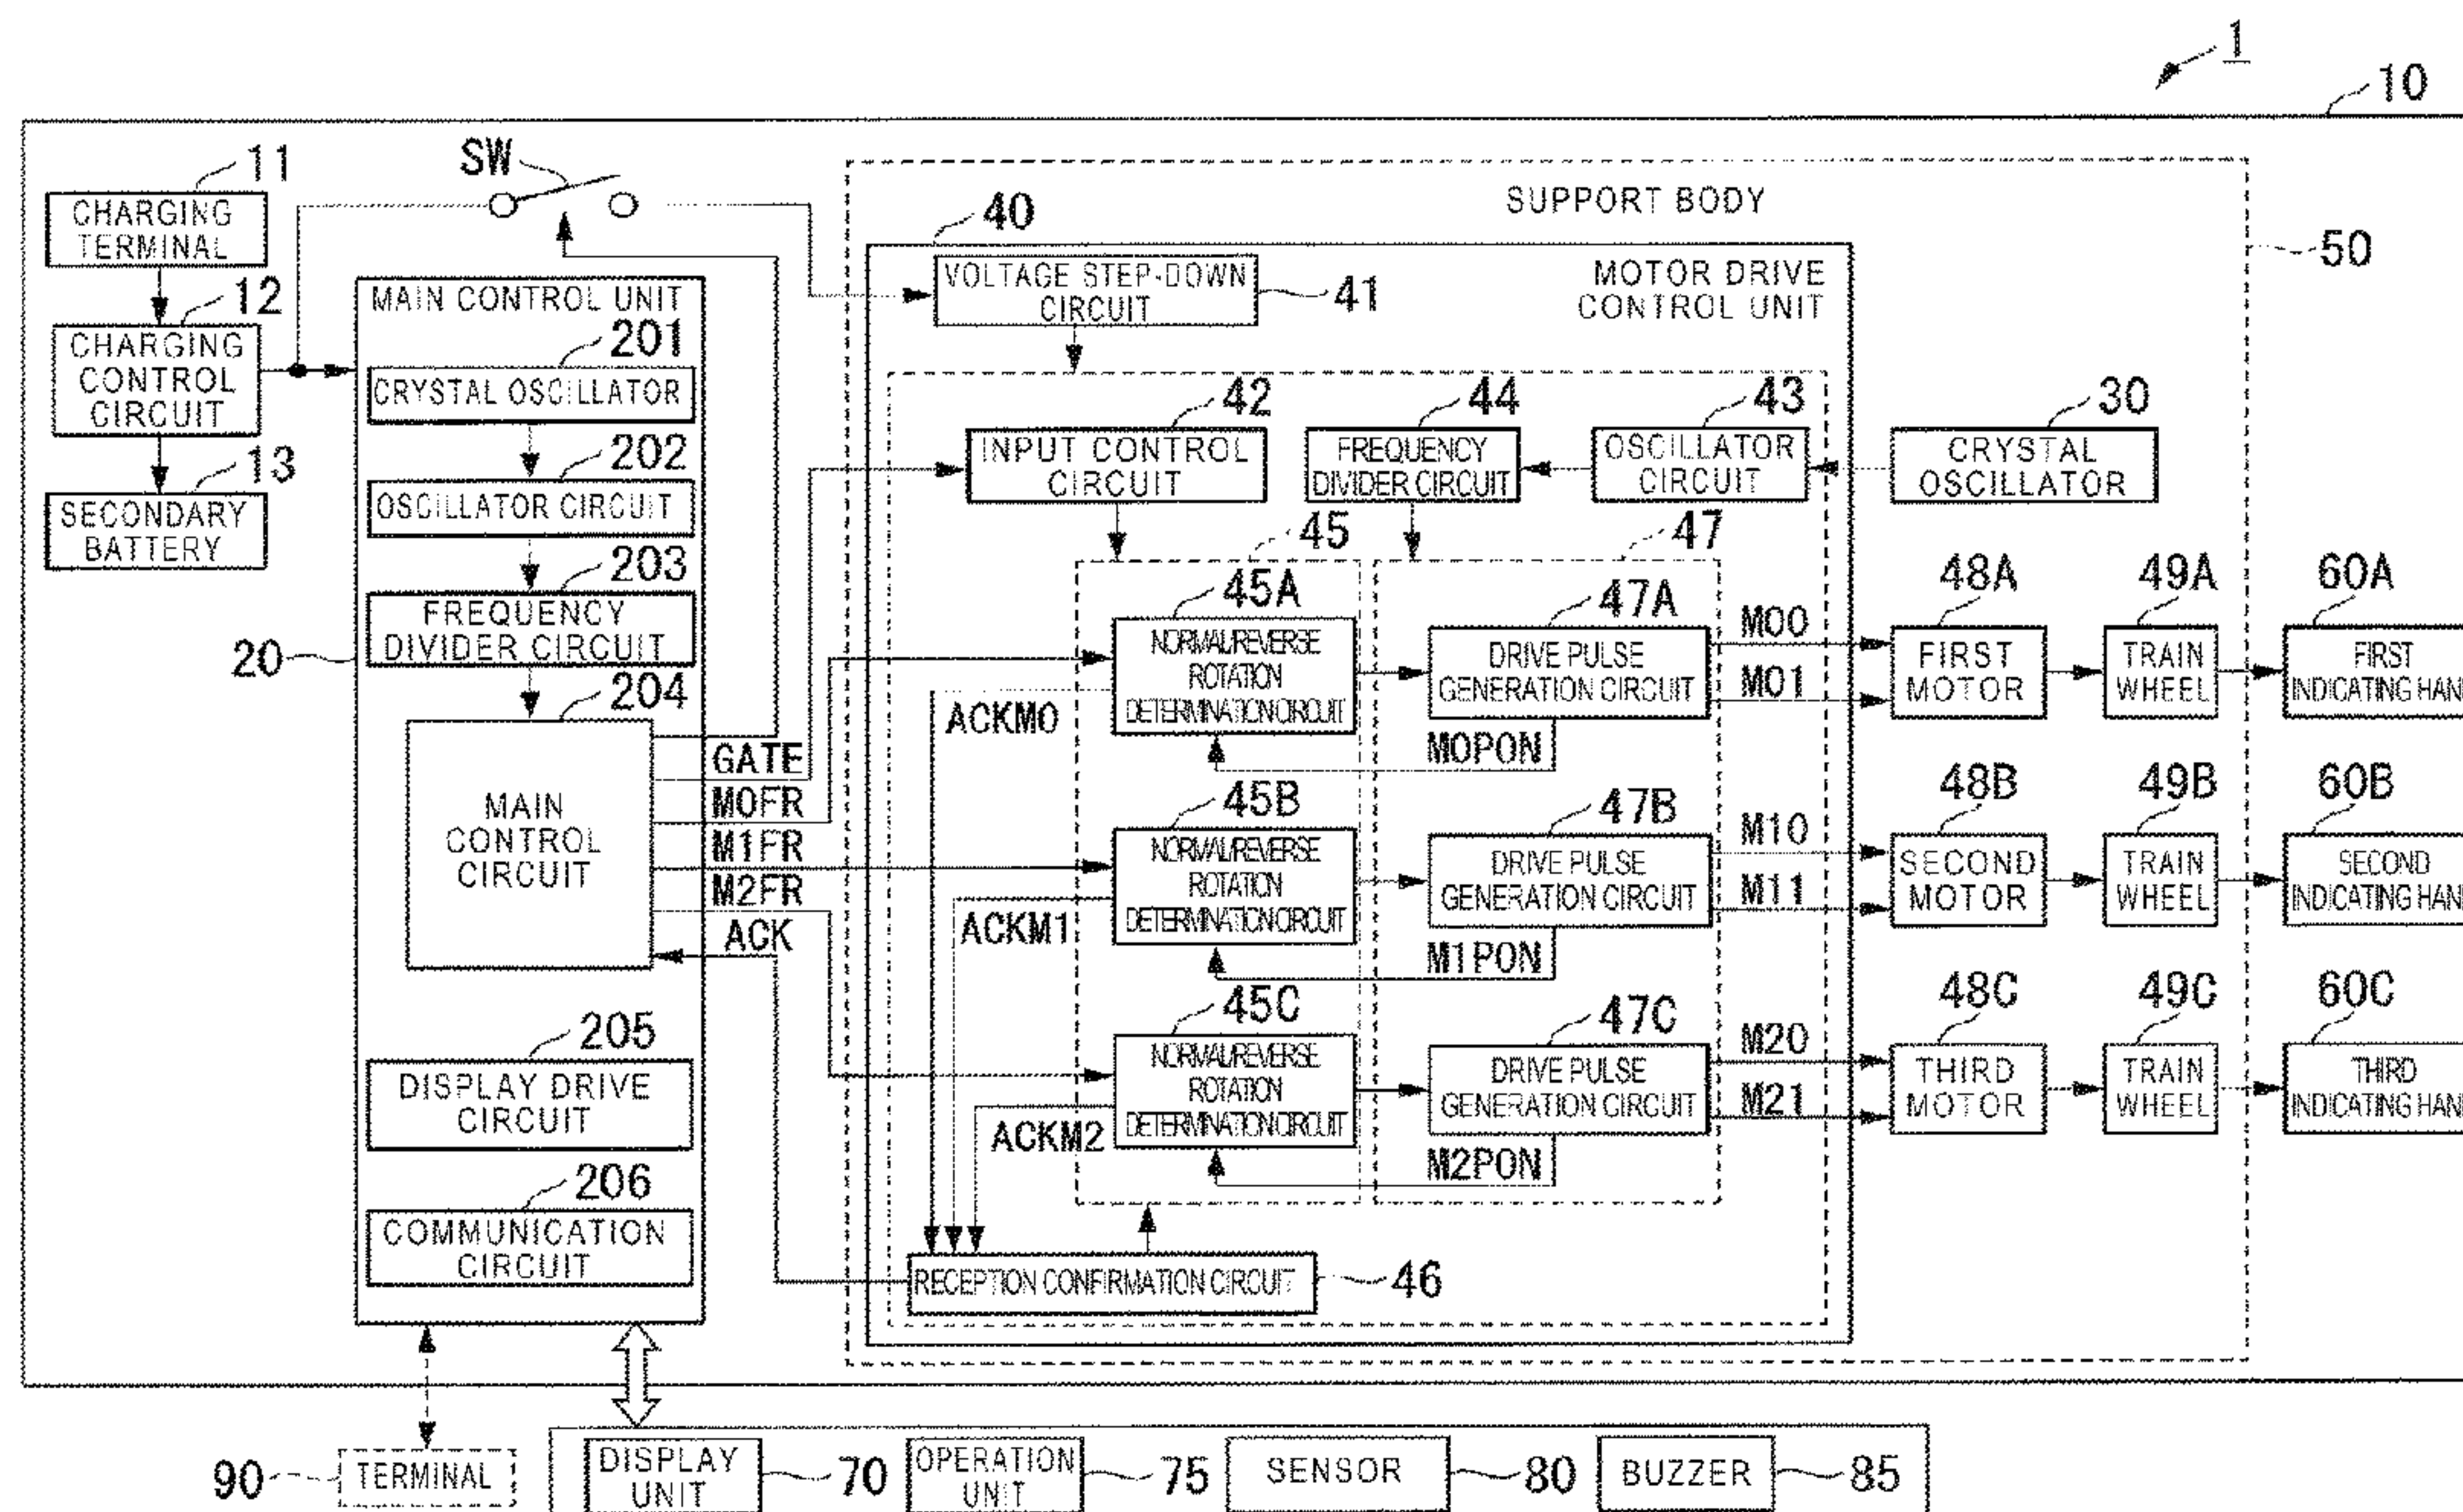 1
10
11
SW
CHARGING
TERMINAL
12
CHARGING
CONTROL
CIRCUIT
13
SECONDARY
BATTERY
MAIN CONTROL UNIT
201
CRYSTAL OSCILLATOR
202
OSCILLATOR CIRCUIT
203
FREQUENCY
DIVIDER CIRCUIT
20
204
MAIN
CONTROL
CIRCUIT
205
DISPLAY DRIVE
CIRCUIT
206
COMMUNICATION
CIRCUIT
GATE
M0FR
M1FR
M2FR
ACK
SUPPORT BODY
50
40
MOTOR DRIVE
CONTROL UNIT
VOLTAGE STEP-DOWN
CIRCUIT
41
42
INPUT CONTROL
CIRCUIT
44
FREQUENCY
DIVIDER CIRCUIT
43
OSCILLATOR
CIRCUIT
30
CRYSTAL
OSCILLATOR
45
47
45A
NORMAL/REVERSE
ROTATION
DETERMINATION CIRCUIT
ACKM0
47A
DRIVE PULSE
GENERATION CIRCUIT
M0PON
M00
M01
48A
FIRST
MOTOR
49A
TRAIN
WHEEL
60A
FIRST
INDICATING HAN
45B
NORMAL/REVERSE
ROTATION
DETERMINATION CIRCUIT
ACKM1
47B
DRIVE PULSE
GENERATION CIRCUIT
M1PON
M10
M11
48B
SECOND
MOTOR
49B
TRAIN
WHEEL
60B
SECOND
INDICATING HAN
45C
NORMAL/REVERSE
ROTATION
DETERMINATION CIRCUIT
ACKM2
47C
DRIVE PULSE
GENERATION CIRCUIT
M2PON
M20
M21
48C
THIRD
MOTOR
49C
TRAIN
WHEEL
60C
THIRD
INDICATING HAN
RECEPTION CONFIRMATION CIRCUIT
46
90
TERMINAL
DISPLAY
UNIT
70
OPERATION
UNIT
75
SENSOR
80
BUZZER
85